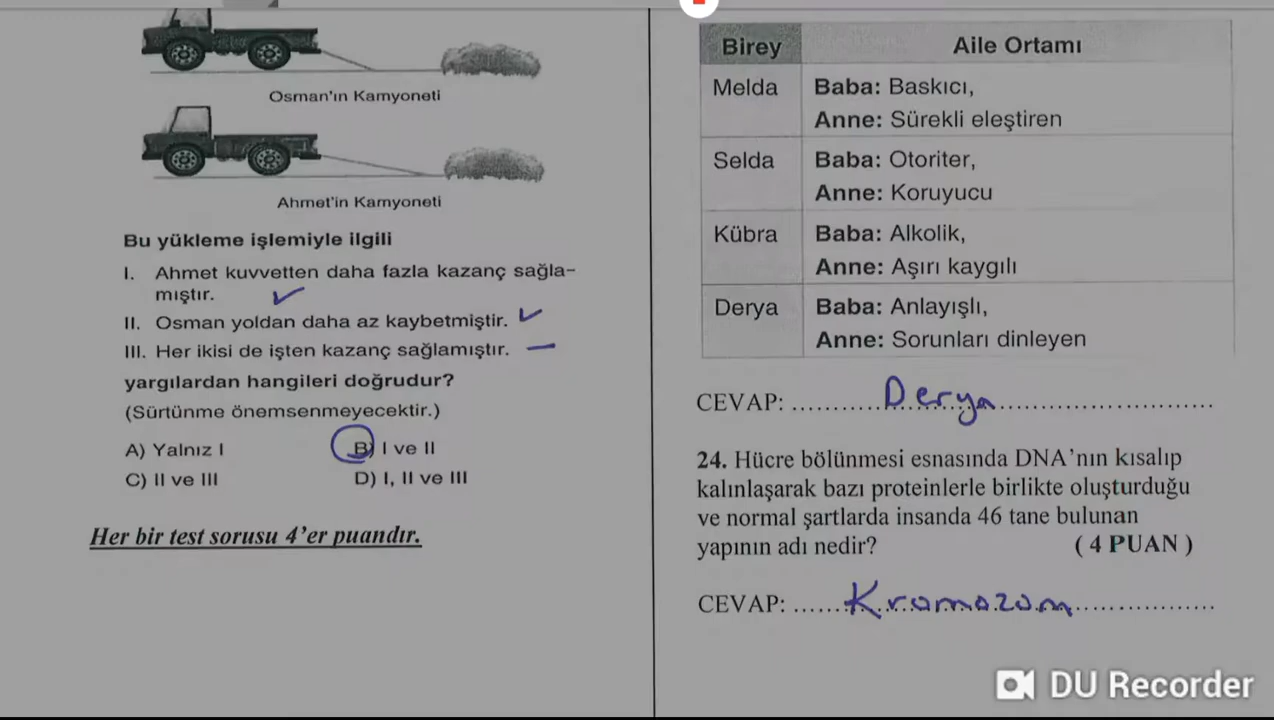 Osman'ın Kamyoneti
Ahmet'in Kamyoneti
Bu yükleme işlemiyle ilgili
I. Ahmet kuvvetten daha fazla kazanç sağla-
mıştır.
II. Osman yoldan daha az kaybetmiştir.
III. Her ikisi de işten kazanç sağlamıştır.
yargılardan hangileri doğrudur?
(Sürtünme önemsenmeyecektir.)
A) Yalnız I B) I ve II
C) II ve III D) I, II ve III
Her bir test sorusu 4'er puandır.
Birey Aile Ortamı
Melda Baba: Baskıcı,
Anne: Sürekli eleştiren
Selda Baba: Otoriter,
Anne: Koruyucu
Kübra Baba: Alkolik,
Anne: Aşırı kaygılı
Derya Baba: Anlayışlı,
Anne: Sorunları dinleyen
CEVAP: Derya
24. Hücre bölünmesi esnasında DNA'nın kısalıp
kalınlaşarak bazı proteinlerle birlikte oluşturduğu
ve normal şartlarda insanda 46 tane bulunan
yapının adı nedir? ( 4 PUAN )
CEVAP: Kromozom
DU Recorder